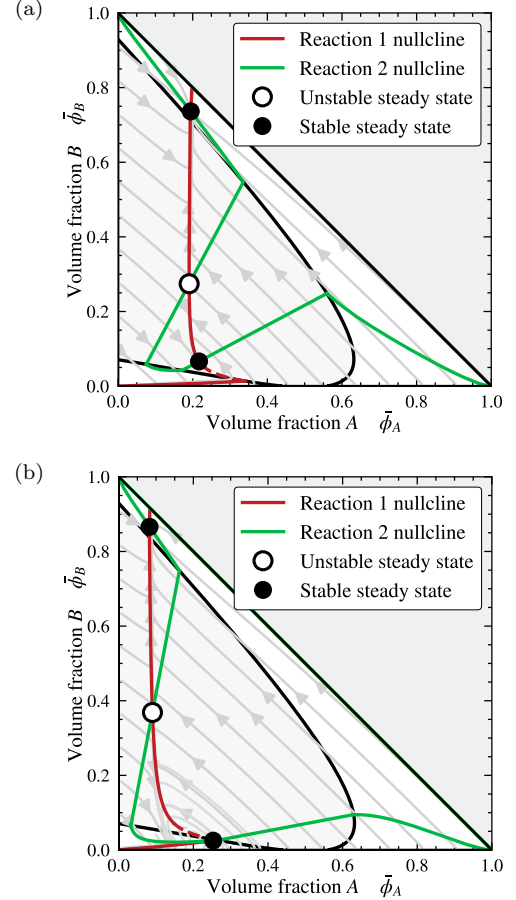 (a)
1.0
0.8
0.6
0.4
0.2
0.0
Volume fraction B ϕ̄_B
Reaction 1 nullcline
Reaction 2 nullcline
Unstable steady state
Stable steady state
0.0 0.2 0.4 0.6 0.8 1.0
Volume fraction A ϕ̄_A
(b)
1.0
0.8
0.6
0.4
0.2
0.0
Volume fraction B ϕ̄_B
Reaction 1 nullcline
Reaction 2 nullcline
Unstable steady state
Stable steady state
0.0 0.2 0.4 0.6 0.8 1.0
Volume fraction A ϕ̄_A